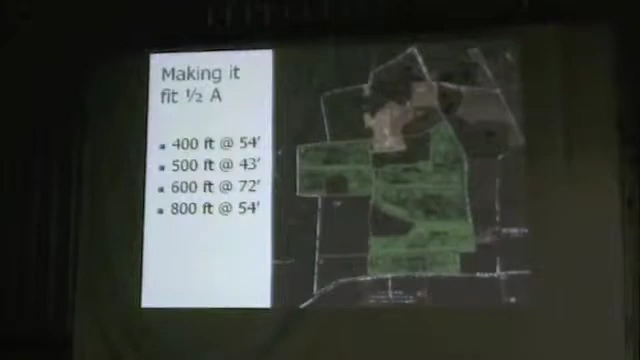 Making it
fit ½ A
▪ 400 ft @ 54'
▪ 500 ft @ 43'
▪ 600 ft @ 72'
▪ 800 ft @ 54'